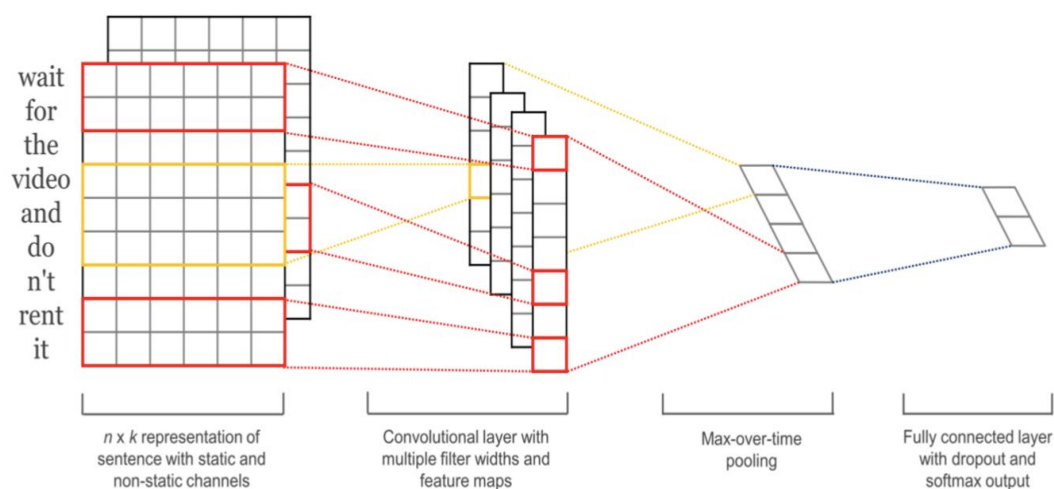 wait
for
the
video
and
do
n't
rent
it
n x k representation of
sentence with static and
non-static channels
Convolutional layer with
multiple filter widths and
feature maps
Max-over-time
pooling
Fully connected layer
with dropout and
softmax output